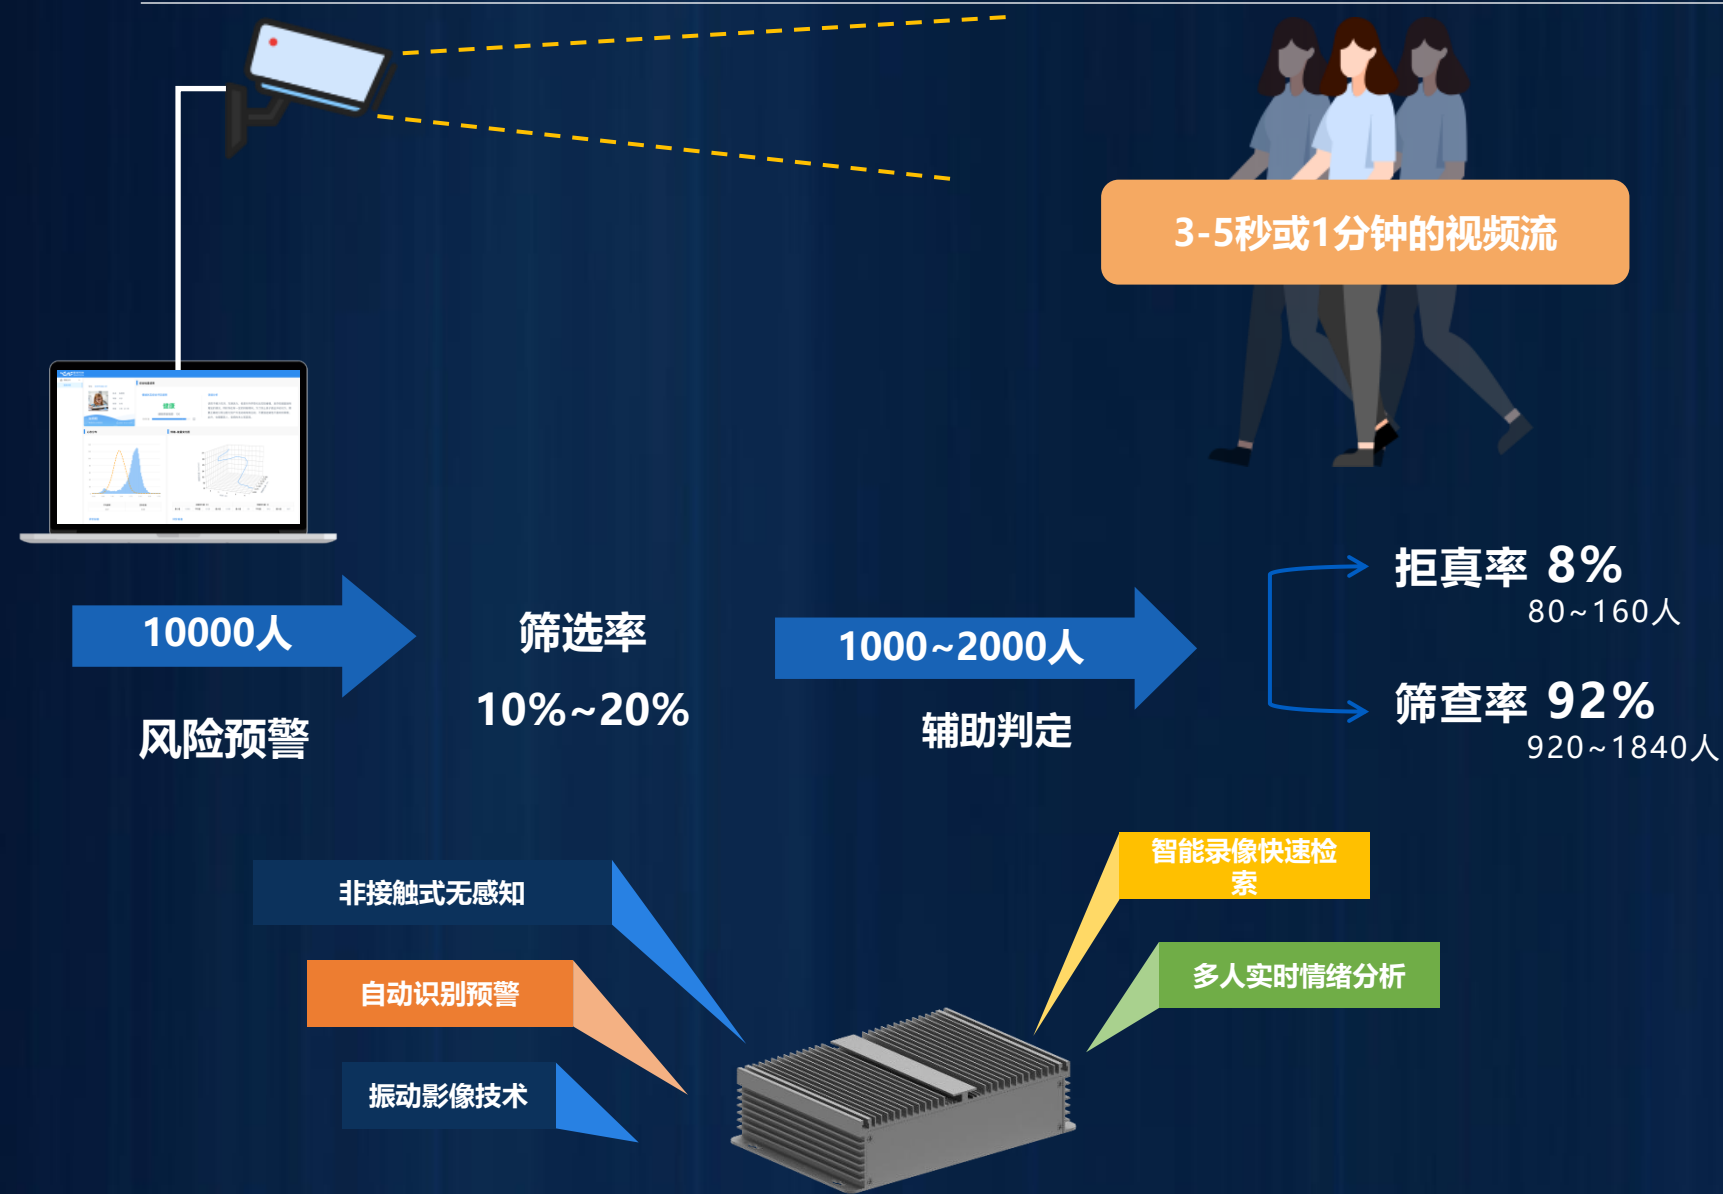 3-5秒或1分钟的视频流
健康
10000人
风险预警
筛选率
10%~20%
1000~2000人
辅助判定
拒真率 8%
80~160人
筛查率 92%
920~1840人
非接触式无感知
自动识别预警
振动影像技术
智能录像快速检
索
多人实时情绪分析